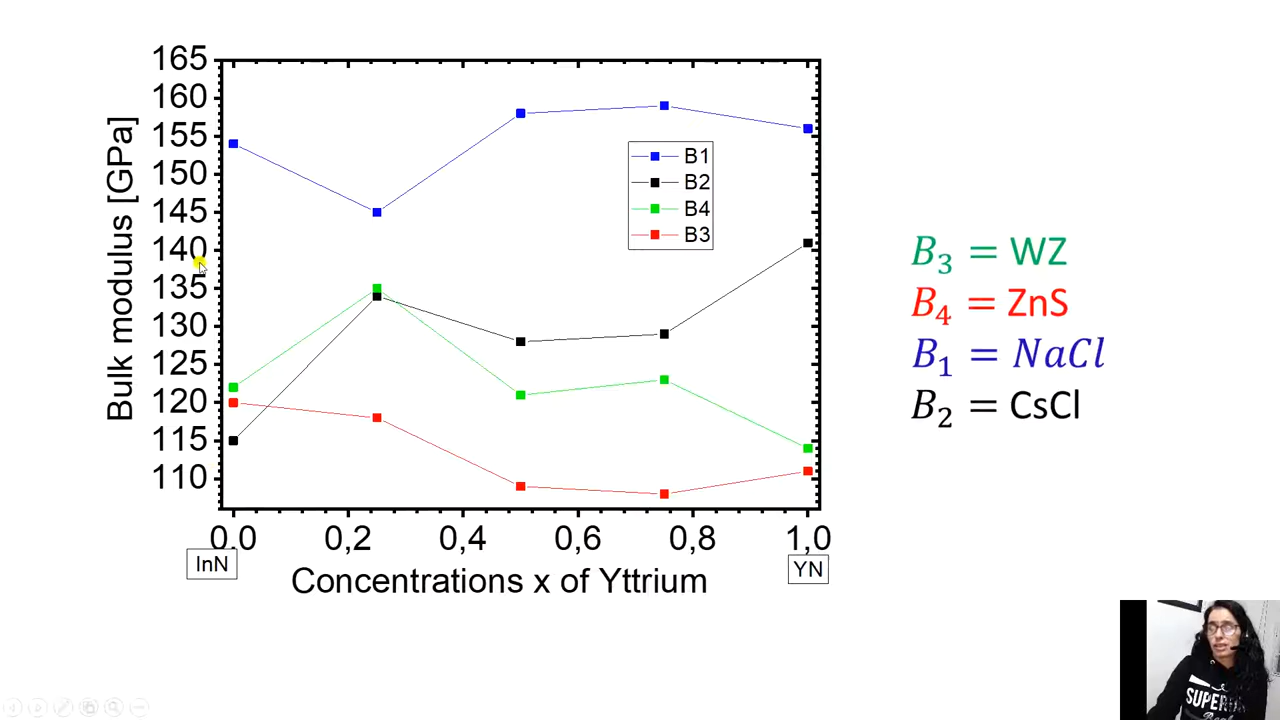 165
160
155
150
145
140
135
130
125
120
115
110
Bulk modulus [GPa]
B1
B2
B4
B3
0,0
0,2
0,4
0,6
0,8
1,0
InN
YN
Concentrations x of Yttrium
B₃ = WZ
B₄ = ZnS
B₁ = NaCl
B₂ = CsCl